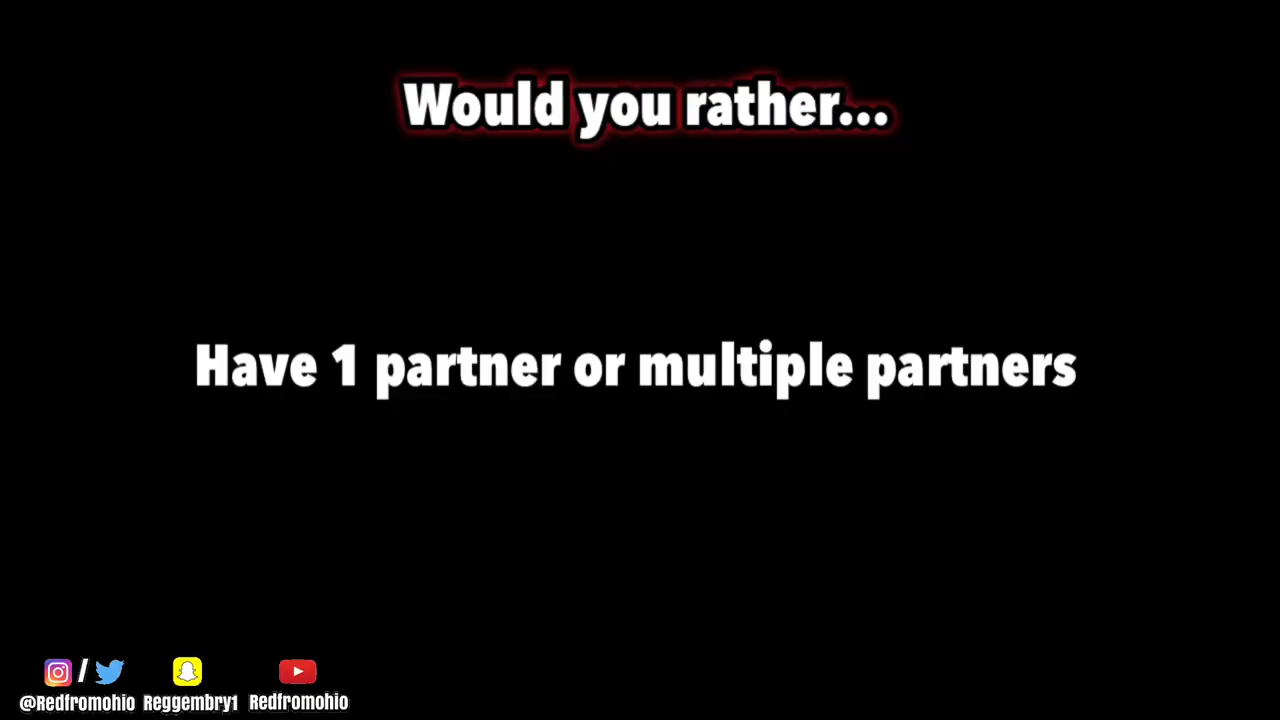 Would you rather...
Have 1 partner or multiple partners
/
@Redfromohio Reggembry1 Redfromohio